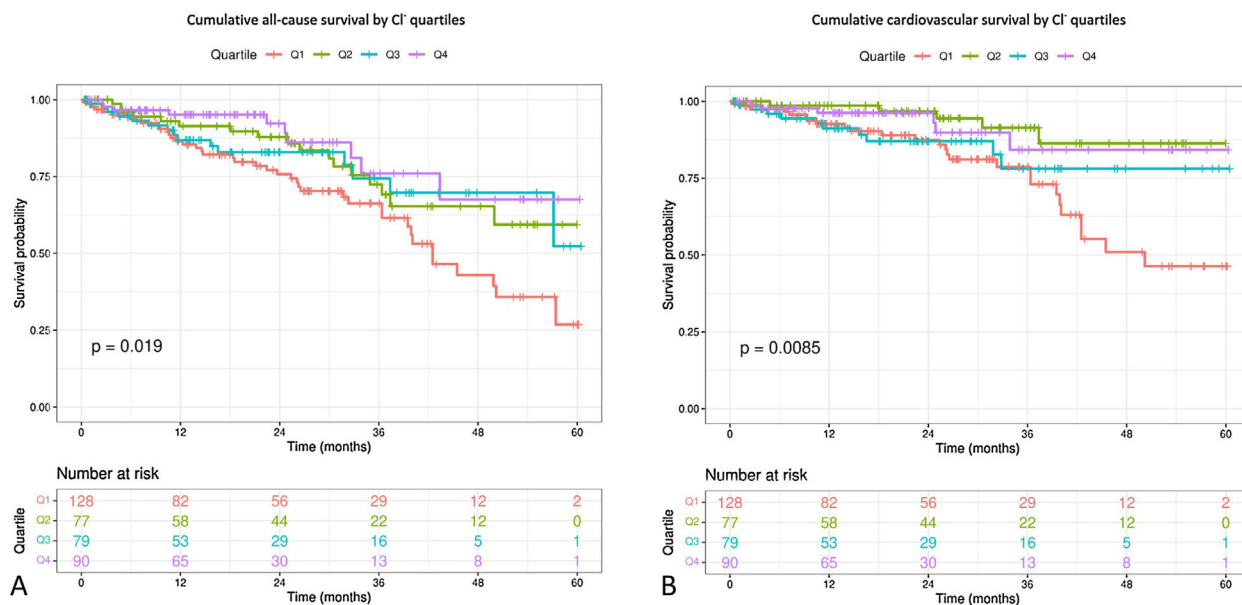 Cumulative all-cause survival by Cl⁻ quartiles
Quartile Q1 Q2 Q3 Q4
1.00
0.75
0.50
0.25
0.00
Survival probability
p = 0.019
0 12 24 36 48 60
Time (months)
Number at risk
Quartile
Q1 128 82 56 29 12 2
Q2 77 58 44 22 12 0
Q3 79 53 29 16 5 1
Q4 90 65 30 13 8 1
0 12 24 36 48 60
Time (months)
A
Cumulative cardiovascular survival by Cl⁻ quartiles
Quartile Q1 Q2 Q3 Q4
1.00
0.75
0.50
0.25
0.00
Survival probability
p = 0.0085
0 12 24 36 48 60
Time (months)
Number at risk
Quartile
Q1 128 82 56 29 12 2
Q2 77 58 44 22 12 0
Q3 79 53 29 16 5 1
Q4 90 65 30 13 8 1
0 12 24 36 48 60
Time (months)
B